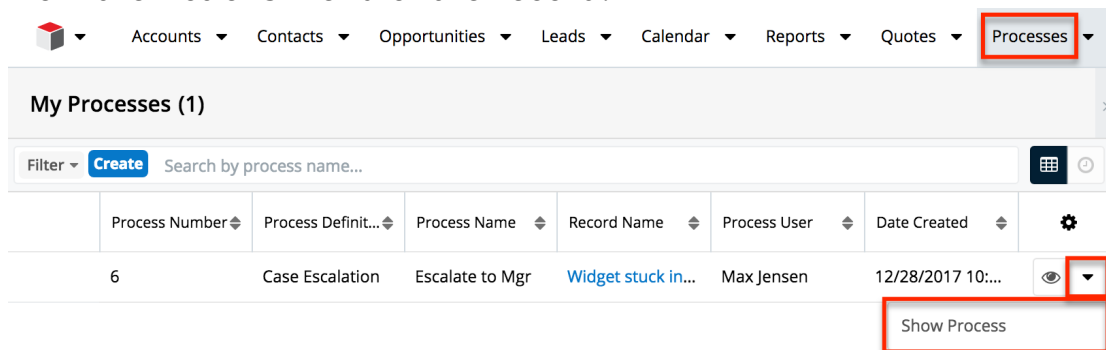 Accounts Contacts Opportunities Leads Calendar Reports Quotes Processes
My Processes (1)
Filter Create Search by process name...
Process Number Process Definit... Process Name Record Name Process User Date Created
6 Case Escalation Escalate to Mgr Widget stuck in... Max Jensen 12/28/2017 10:...
Show Process